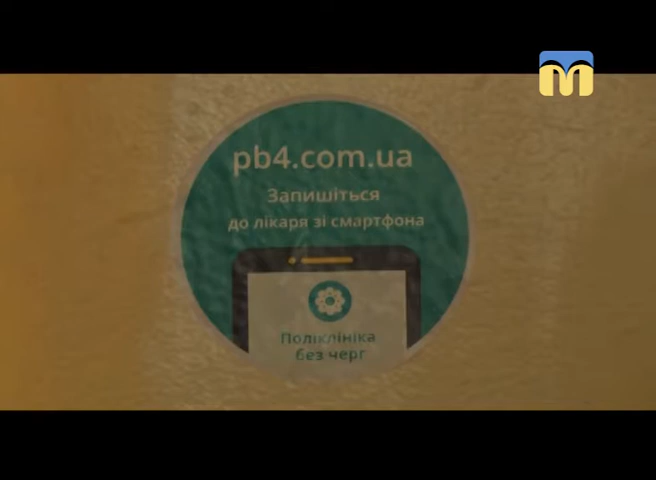 pb4.com.ua
Запишіться
до лікаря зі смартфона
Поліклініка
без черг